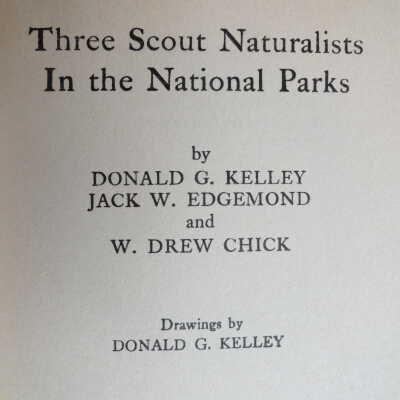 Three Scout Naturalists
In the National Parks
by
DONALD G. KELLEY
JACK W. EDGEMOND
and
W. DREW CHICK
Drawings by
DONALD G. KELLEY